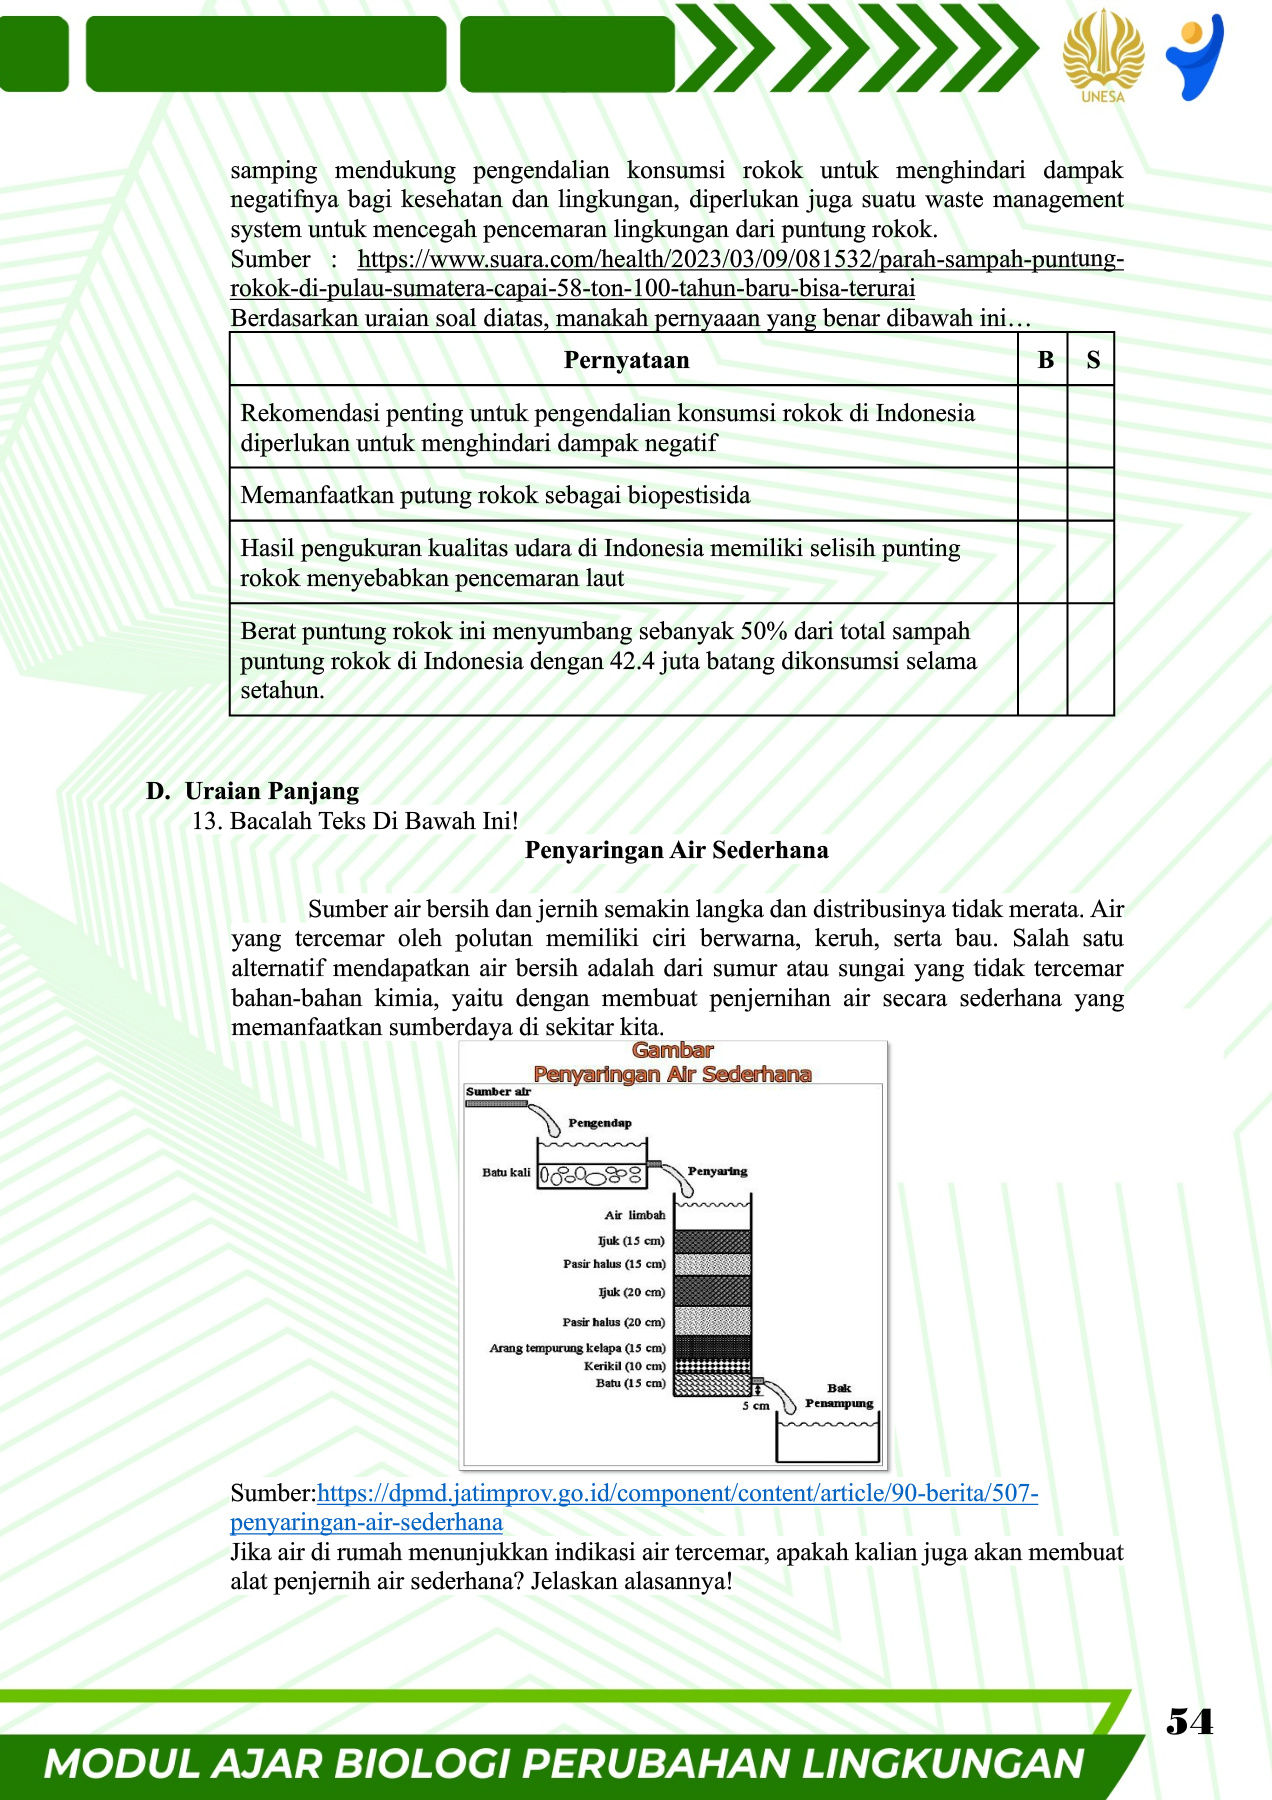 UNESA
samping mendukung pengendalian konsumsi rokok untuk menghindari dampak
negatifnya bagi kesehatan dan lingkungan, diperlukan juga suatu waste management
system untuk mencegah pencemaran lingkungan dari puntung rokok.
Sumber : https://www.suara.com/health/2023/03/09/081532/parah-sampah-puntung-
rokok-di-pulau-sumatera-capai-58-ton-100-tahun-baru-bisa-terurai
Berdasarkan uraian soal diatas, manakah pernyaaan yang benar dibawah ini…
Pernyataan B S
Rekomendasi penting untuk pengendalian konsumsi rokok di Indonesia
diperlukan untuk menghindari dampak negatif
Memanfaatkan putung rokok sebagai biopestisida
Hasil pengukuran kualitas udara di Indonesia memiliki selisih punting
rokok menyebabkan pencemaran laut
Berat puntung rokok ini menyumbang sebanyak 50% dari total sampah
puntung rokok di Indonesia dengan 42.4 juta batang dikonsumsi selama
setahun.
D. Uraian Panjang
13. Bacalah Teks Di Bawah Ini!
Penyaringan Air Sederhana
Sumber air bersih dan jernih semakin langka dan distribusinya tidak merata. Air
yang tercemar oleh polutan memiliki ciri berwarna, keruh, serta bau. Salah satu
alternatif mendapatkan air bersih adalah dari sumur atau sungai yang tidak tercemar
bahan-bahan kimia, yaitu dengan membuat penjernihan air secara sederhana yang
memanfaatkan sumberdaya di sekitar kita.
Gambar
Penyaringan Air Sederhana
Sumber air
Pengendap
Batu kali
Penyaring
Air limbah
Ijuk (15 cm)
Pasir halus (15 cm)
Ijuk (20 cm)
Pasir halus (20 cm)
Arang tempurung kelapa (15 cm)
Kerikil (10 cm)
Batu (15 cm)
5 cm
Bak
Penampung
Sumber:https://dpmd.jatimprov.go.id/component/content/article/90-berita/507-
penyaringan-air-sederhana
Jika air di rumah menunjukkan indikasi air tercemar, apakah kalian juga akan membuat
alat penjernih air sederhana? Jelaskan alasannya!
54
MODUL AJAR BIOLOGI PERUBAHAN LINGKUNGAN